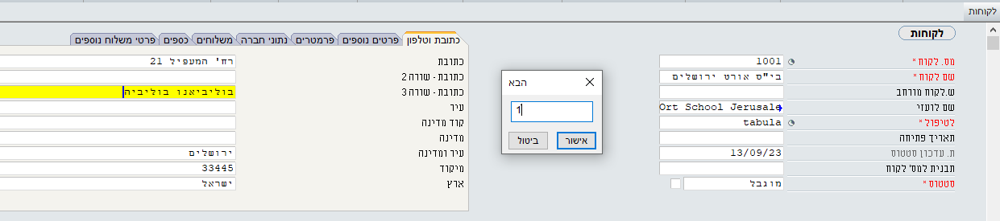 לקוחות
לקוחות
כתובת וטלפון פרטים נוספים פרמטרים נתוני חברה משלוחים כספים פרטי משלוח נוספים
מס. לקוח * 1001
שם לקוח * בי"ס אורט ירושלים
ש.לקוח מורחב
שם לועזי Ort School Jerusale
לטיפול * tabula
תאריך פתיחה
ת. עדכון סטטוס 13/09/23
תבנית למס' לקוח
סטטוס * מוגבל
הבא
1
אישור ביטול
כתובת רח' המעפיל 21
כתובת - שורה 2
כתובת - שורה 3 בוליביאנו בוליביה
עיר
קוד מדינה
מדינה
עיר ומדינה ירושלים
מיקוד 33445
ארץ ישראל